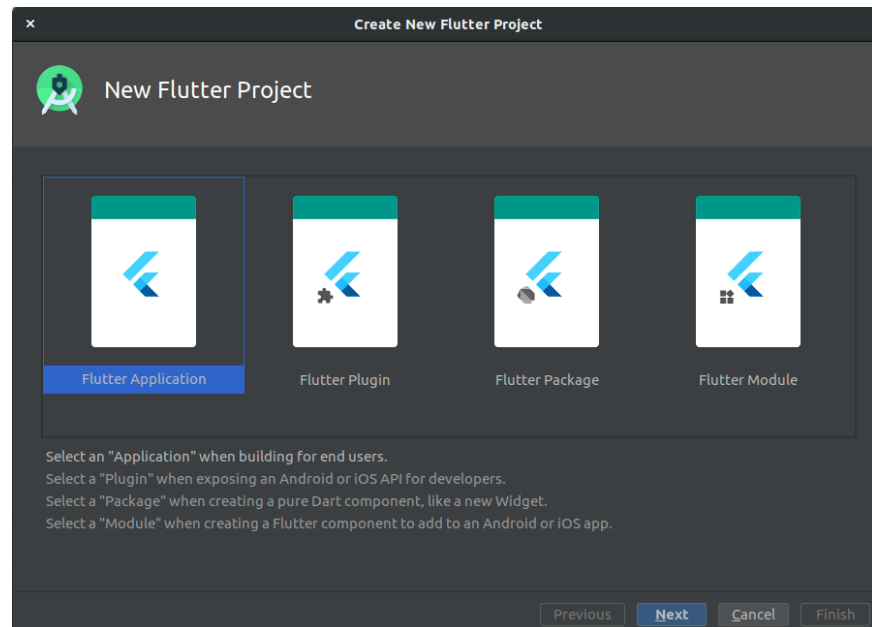 ×
Create New Flutter Project
New Flutter Project
Flutter Application
Flutter Plugin
Flutter Package
Flutter Module
Select an "Application" when building for end users.
Select a "Plugin" when exposing an Android or iOS API for developers.
Select a "Package" when creating a pure Dart component, like a new Widget.
Select a "Module" when creating a Flutter component to add to an Android or iOS app.
Previous
Next
Cancel
Finish